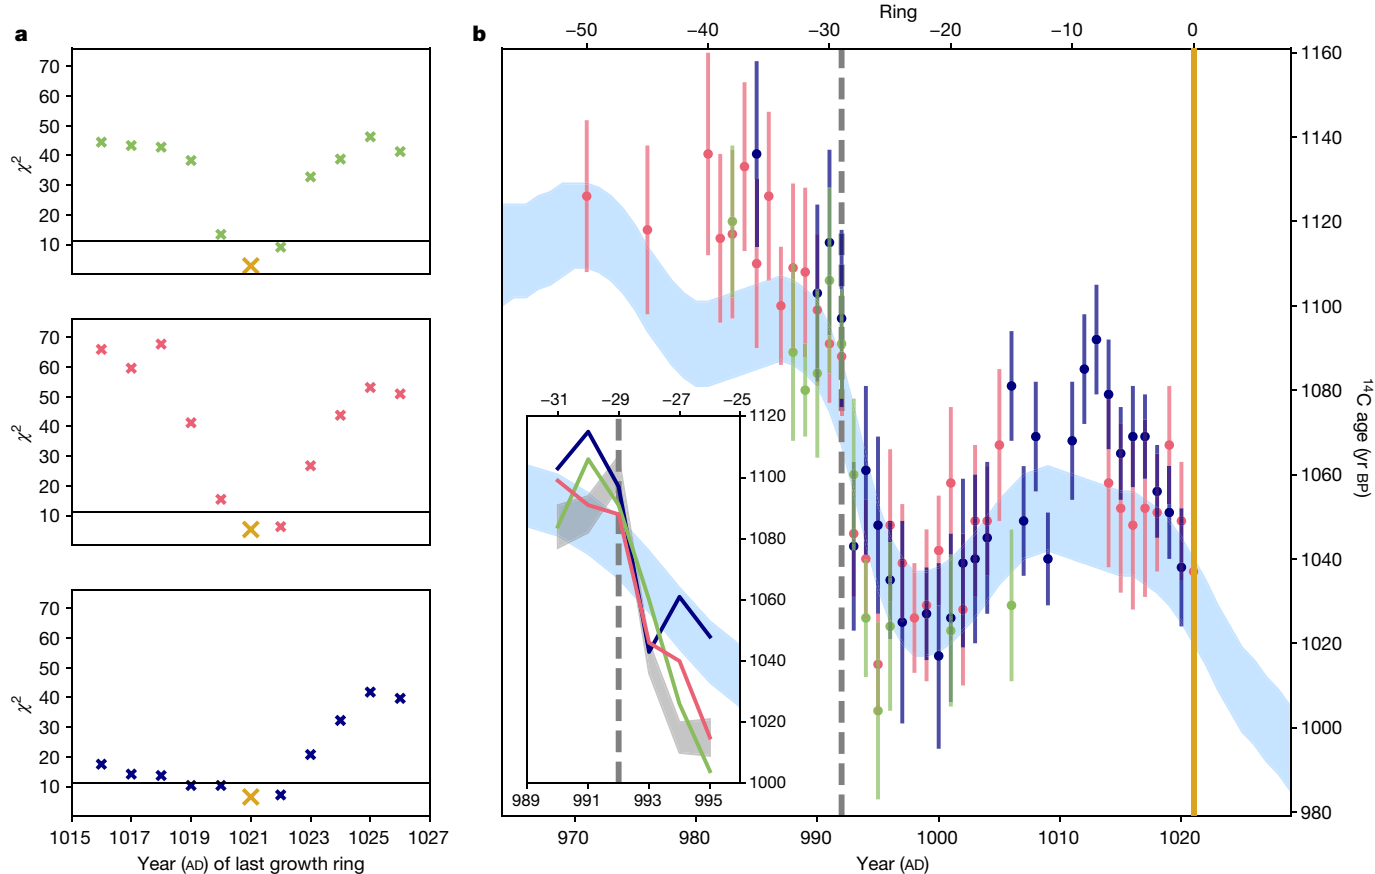 a
70
60
50
40
30
20
10
χ²
70
60
50
40
30
20
10
χ²
70
60
50
40
30
20
10
χ²
1015 1017 1019 1021 1023 1025 1027
Year (AD) of last growth ring
b
Ring
−50 −40 −30 −20 −10 0
1160
1140
1120
1100
1080
1060
1040
1020
1000
980
¹⁴C age (yr BP)
−31 −29 −27 −25
1120
1100
1080
1060
1040
1020
1000
989 991 993 995
970 980 990 1000 1010 1020
Year (AD)